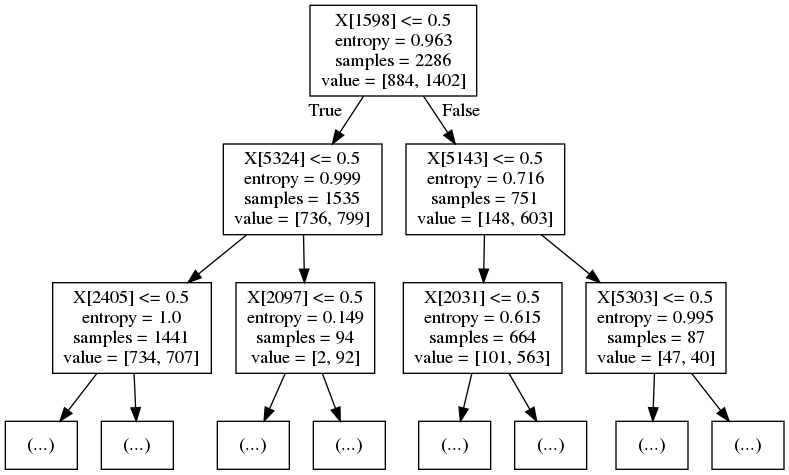 X[1598] <= 0.5
entropy = 0.963
samples = 2286
value = [884, 1402]
True
False
X[5324] <= 0.5
entropy = 0.999
samples = 1535
value = [736, 799]
X[5143] <= 0.5
entropy = 0.716
samples = 751
value = [148, 603]
X[2405] <= 0.5
entropy = 1.0
samples = 1441
value = [734, 707]
X[2097] <= 0.5
entropy = 0.149
samples = 94
value = [2, 92]
X[2031] <= 0.5
entropy = 0.615
samples = 664
value = [101, 563]
X[5303] <= 0.5
entropy = 0.995
samples = 87
value = [47, 40]
(...)
(...)
(...)
(...)
(...)
(...)
(...)
(...)